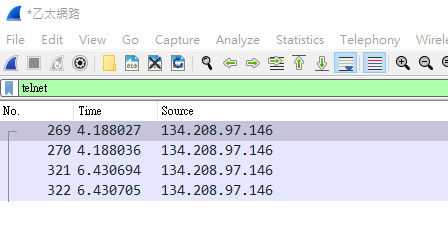 *乙太網路
File Edit View Go Capture Analyze Statistics Telephony Wirele
telnet
No. Time Source
269 4.188027 134.208.97.146
270 4.188036 134.208.97.146
321 6.430694 134.208.97.146
322 6.430705 134.208.97.146